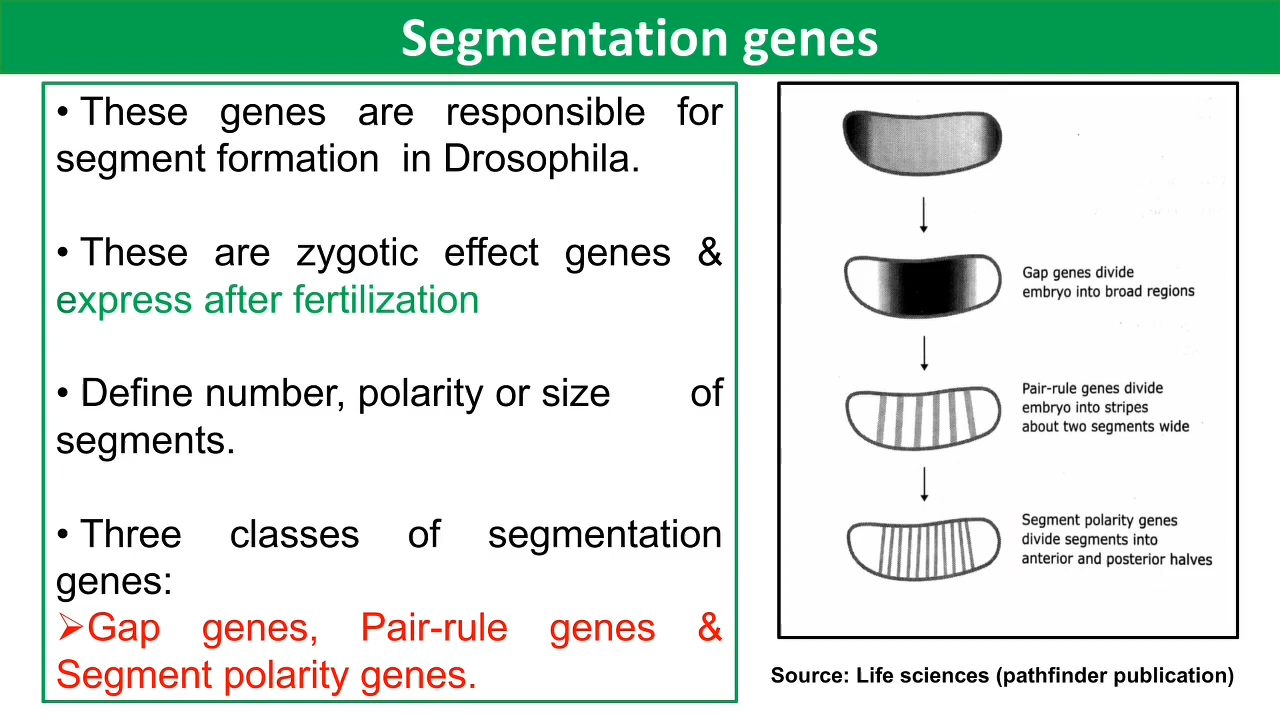 Segmentation genes
• These genes are responsible for
segment formation in Drosophila.
• These are zygotic effect genes &
express after fertilization
• Define number, polarity or size of
segments.
• Three classes of segmentation
genes:
➢Gap genes, Pair-rule genes &
Segment polarity genes.
Gap genes divide
embryo into broad regions
Pair-rule genes divide
embryo into stripes
about two segments wide
Segment polarity genes
divide segments into
anterior and posterior halves
Source: Life sciences (pathfinder publication)